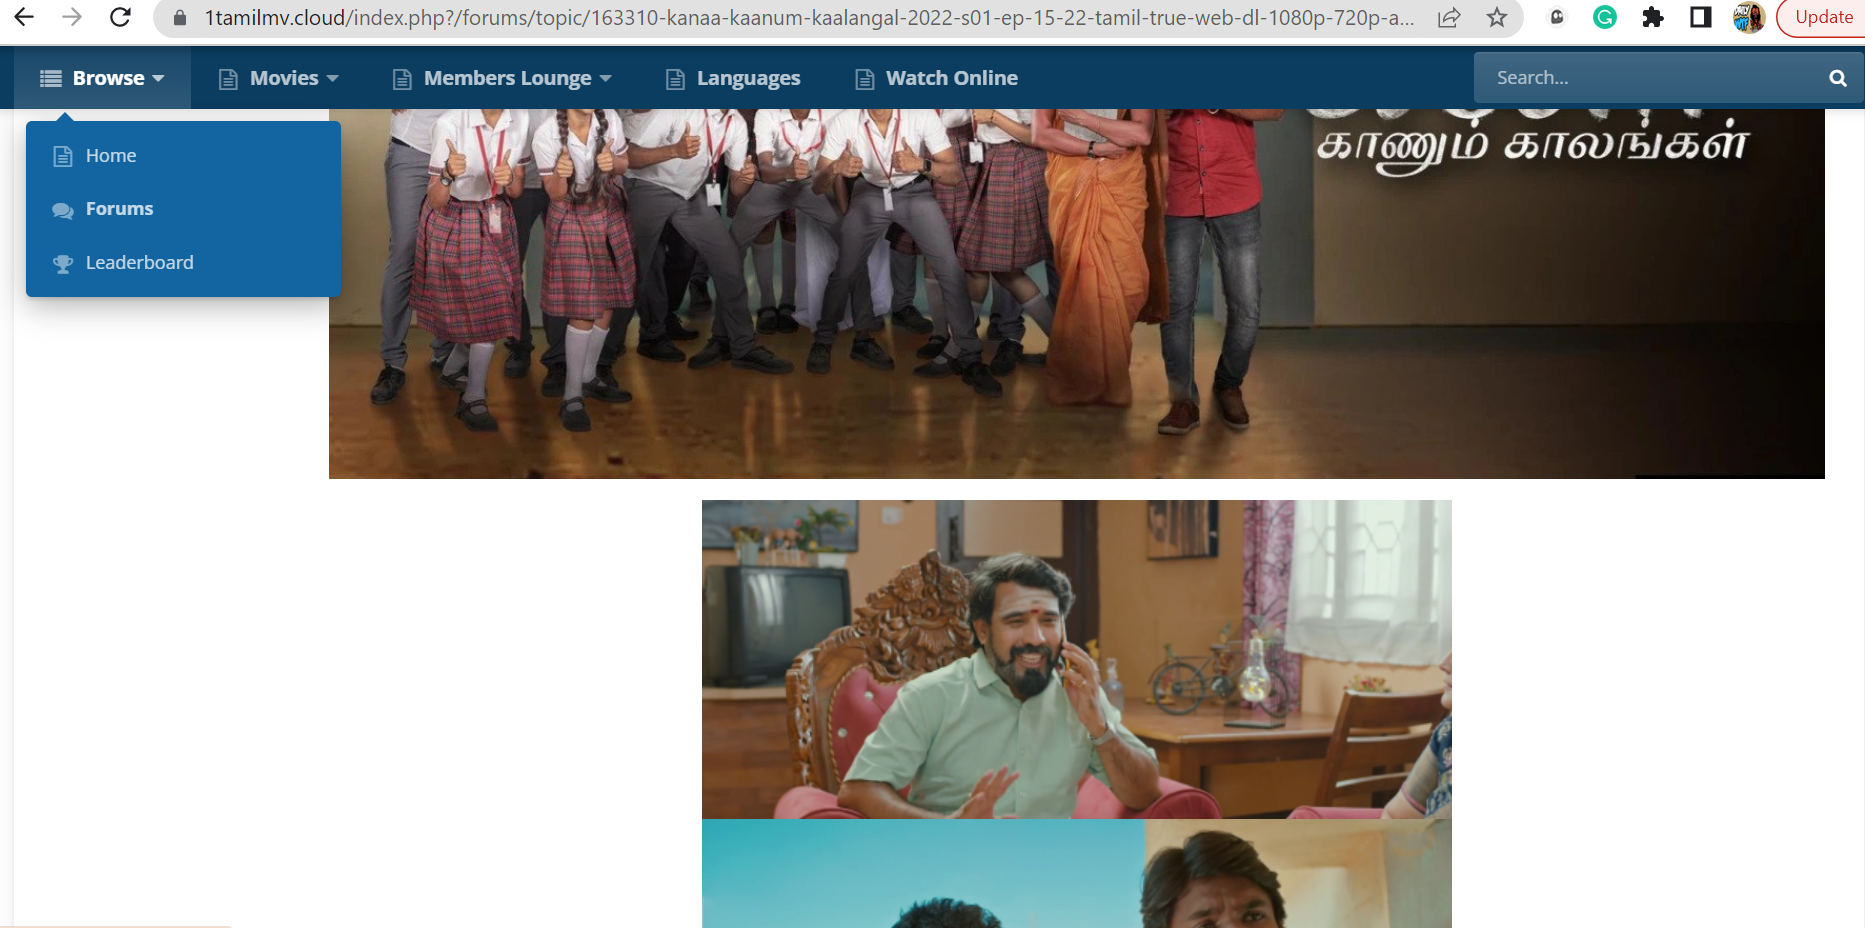 1tamilmv.cloud/index.php?/forums/topic/163310-kanaa-kaanum-kaalangal-2022-s01-ep-15-22-tamil-true-web-dl-1080p-720p-a...
Update
Browse
Movies
Members Lounge
Languages
Watch Online
Search...
Home
Forums
Leaderboard
காணும் காலங்கள்